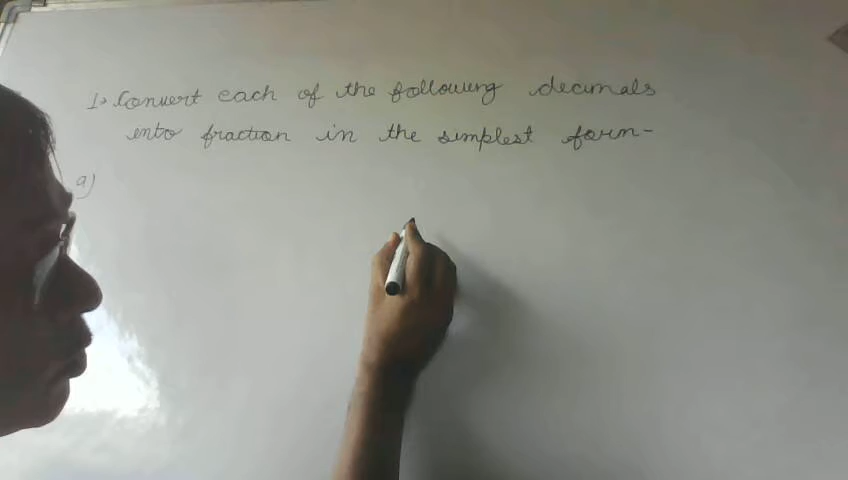 1> Convert each of the following decimals
into fraction in the simplest form-
a)